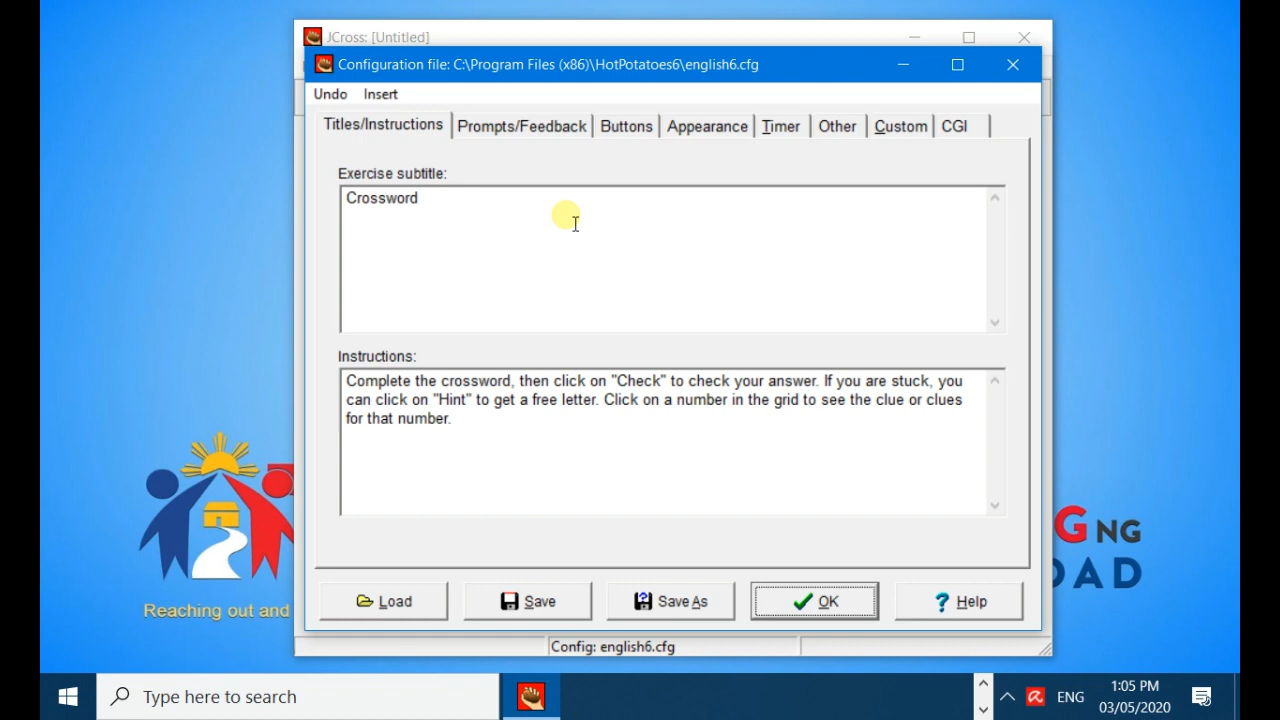 JCross: [Untitled]
Configuration file: C:\Program Files (x86)\HotPotatoes6\english6.cfg
Undo Insert
Titles/Instructions Prompts/Feedback Buttons Appearance Timer Other Custom CGI
Exercise subtitle:
Crossword
Instructions:
Complete the crossword, then click on "Check" to check your answer. If you are stuck, you
can click on "Hint" to get a free letter. Click on a number in the grid to see the clue or clues
for that number.
G NG
DAD
Load Save Save As OK ? Help
Reaching out and
Config: english6.cfg
Type here to search
ENG
1:05 PM
03/05/2020